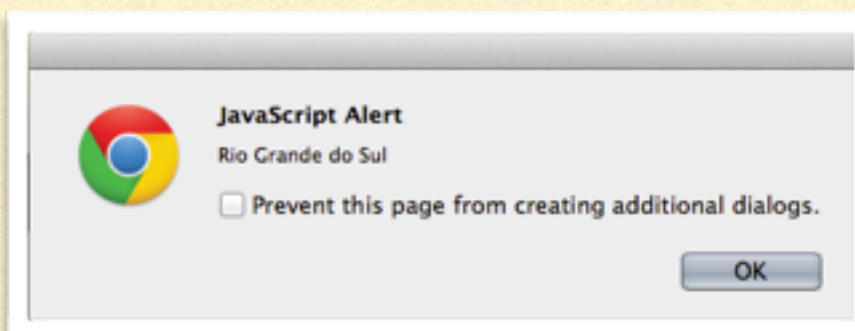 JavaScript Alert
Rio Grande do Sul
Prevent this page from creating additional dialogs.
OK